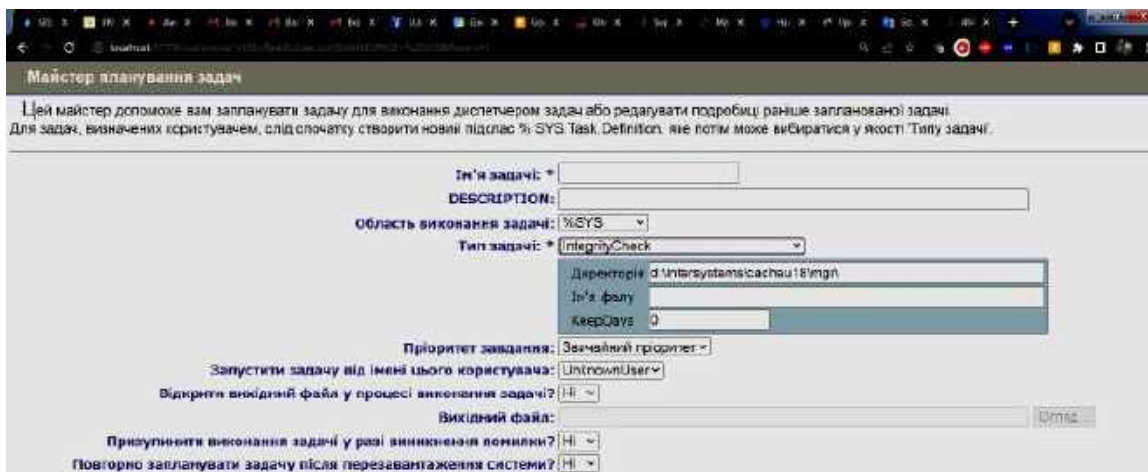 localhost
Майстер планування задач
Цей майстер допоможе вам запланувати задачу для виконання диспетчером задач або редагувати подробиці раніше запланованої задачі.
Для задач, визначених користувачем, слід спочатку створити новий підклас %SYS.Task.Definition, яке потім може вибиратися у якості 'Типу задачі'.
Ім'я задачі: *
DESCRIPTION:
Область виконання задачі: %SYS
Тип задачі: * IntegrityCheck
Директорія d:\intersystems\cacheu18\mgr\
Ім'я фалу
KeepDays 0
Пріоритет завдання: Звичайний пріоритет
Запустити задачу від імені цього користувача: UnknownUser
Відкрити вихідний файл у процесі виконання задачі? Ні
Вихідний файл: Огляд...
Призупинити виконання задачі у разі виникнення помилки? Ні
Повторно запланувати задачу після перезавантаження системи? Ні